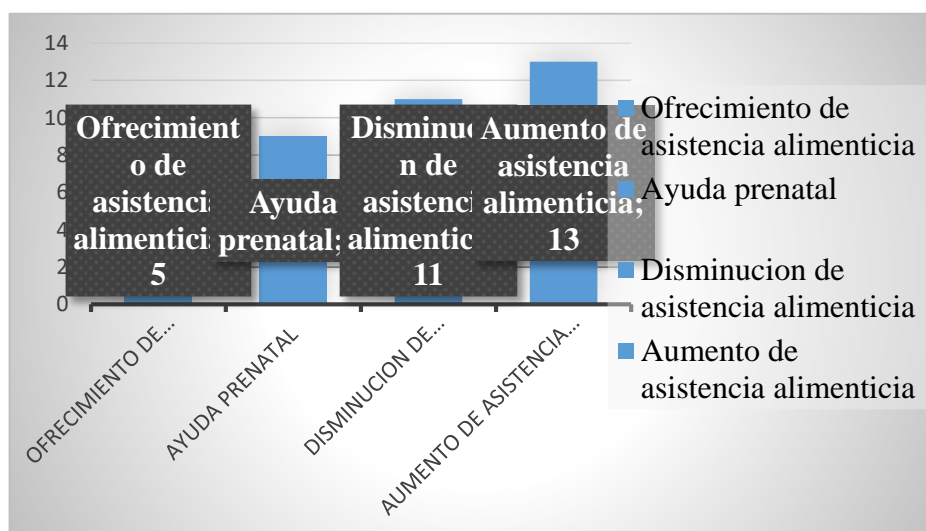 14
12
10
8
6
4
2
0
Ofrecimient
o de
asistencia
alimenticia
5
Ayuda
prenatal;
Disminuc
n de
asistenci
alimentic
11
Aumento de
asistencia
alimenticia;
13
OFRECIMIENTO DE...
AYUDA PRENATAL
DISMINUCION DE...
AUMENTO DE ASISTENCIA...
Ofrecimiento de
asistencia alimenticia
Ayuda prenatal
Disminucion de
asistencia alimenticia
Aumento de
asistencia alimenticia